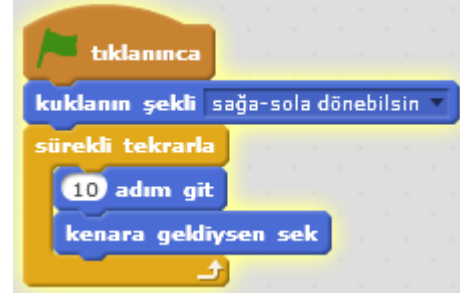 tıklanınca
kuklanın şekli sağa-sola dönebilsin
sürekli tekrarla
10 adım git
kenara geldiysen sek